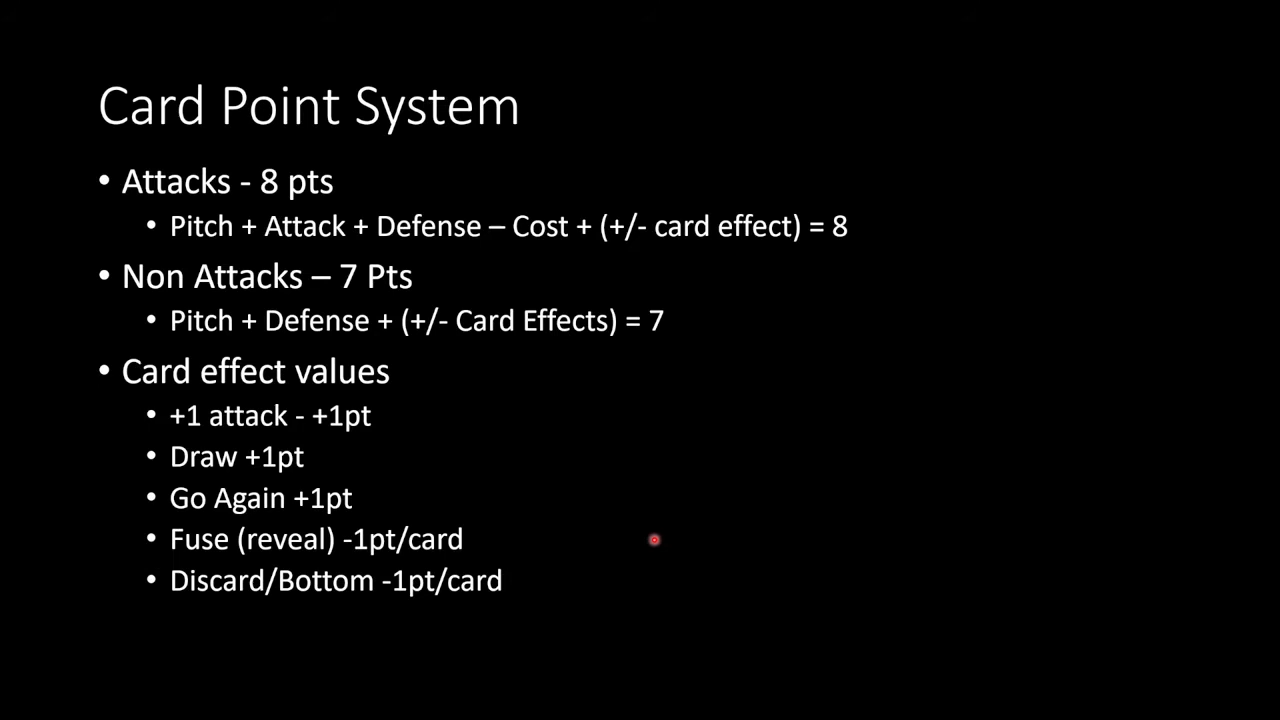 Card Point System
• Attacks - 8 pts
• Pitch + Attack + Defense – Cost + (+/- card effect) = 8
• Non Attacks – 7 Pts
• Pitch + Defense + (+/- Card Effects) = 7
• Card effect values
• +1 attack - +1pt
• Draw +1pt
• Go Again +1pt
• Fuse (reveal) -1pt/card
• Discard/Bottom -1pt/card